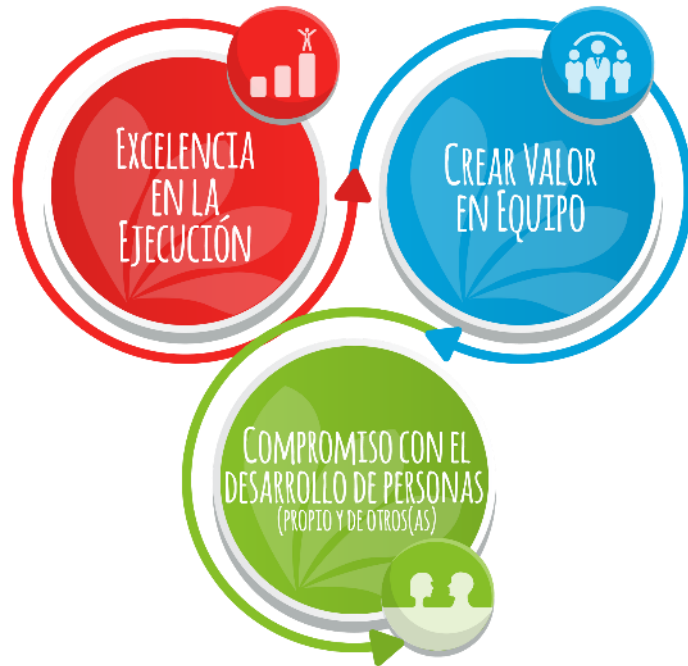 EXCELENCIA
EN LA
EJECUCIÓN
CREAR VALOR
EN EQUIPO
COMPROMISO CON EL
DESARROLLO DE PERSONAS
(PROPIO Y DE OTROS(AS)